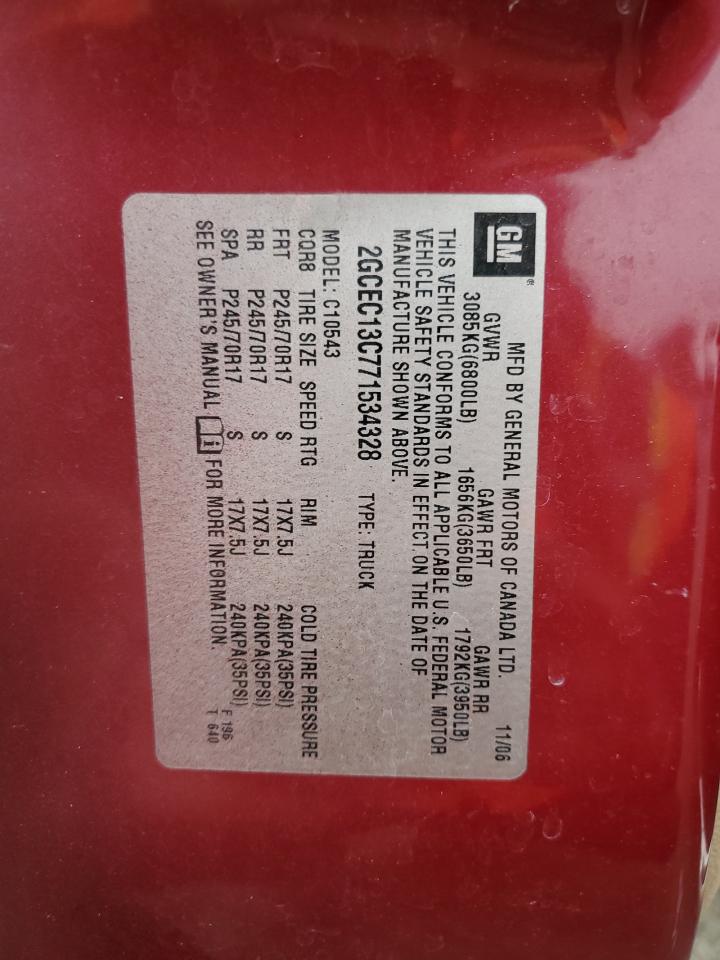 GM®
MFD BY GENERAL MOTORS OF CANADA LTD. 11/06
GVWR GAWR FRT GAWR RR
3085KG(6800LB) 1656KG(3650LB) 1792KG(3950LB)
THIS VEHICLE CONFORMS TO ALL APPLICABLE U.S. FEDERAL MOTOR
VEHICLE SAFETY STANDARDS IN EFFECT ON THE DATE OF
MANUFACTURE SHOWN ABOVE.
2GCEC13C771534328 TYPE: TRUCK
MODEL: C10543
CQR8 TIRE SIZE SPEED RTG RIM COLD TIRE PRESSURE
FRT P245/70R17 S 17X7.5J 240KPA(35PSI)
RR P245/70R17 S 17X7.5J 240KPA(35PSI)
SPA P245/70R17 S 17X7.5J 240KPA(35PSI)
SEE OWNER'S MANUAL FOR MORE INFORMATION.
F 196
T 640